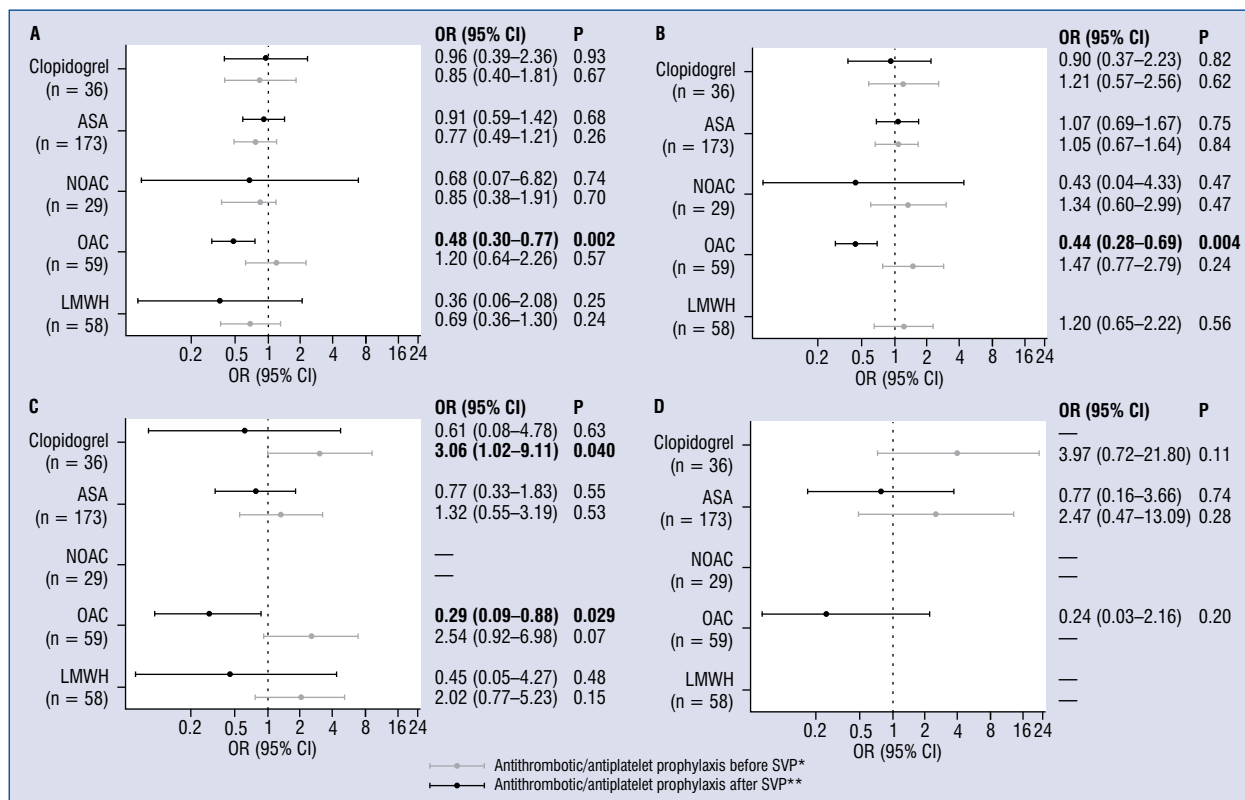 A
OR (95% CI) P
Clopidogrel
(n = 36)
0.96 (0.39–2.36) 0.93
0.85 (0.40–1.81) 0.67
ASA
(n = 173)
0.91 (0.59–1.42) 0.68
0.77 (0.49–1.21) 0.26
NOAC
(n = 29)
0.68 (0.07–6.82) 0.74
0.85 (0.38–1.91) 0.70
OAC
(n = 59)
0.48 (0.30–0.77) 0.002
1.20 (0.64–2.26) 0.57
LMWH
(n = 58)
0.36 (0.06–2.08) 0.25
0.69 (0.36–1.30) 0.24
0.2 0.5 1 2 4 8 16 24
OR (95% CI)
B
OR (95% CI) P
Clopidogrel
(n = 36)
0.90 (0.37–2.23) 0.82
1.21 (0.57–2.56) 0.62
ASA
(n = 173)
1.07 (0.69–1.67) 0.75
1.05 (0.67–1.64) 0.84
NOAC
(n = 29)
0.43 (0.04–4.33) 0.47
1.34 (0.60–2.99) 0.47
OAC
(n = 59)
0.44 (0.28–0.69) 0.004
1.47 (0.77–2.79) 0.24
LMWH
(n = 58)
1.20 (0.65–2.22) 0.56
0.2 0.5 1 2 4 8 16 24
OR (95% CI)
C
OR (95% CI) P
Clopidogrel
(n = 36)
0.61 (0.08–4.78) 0.63
3.06 (1.02–9.11) 0.040
ASA
(n = 173)
0.77 (0.33–1.83) 0.55
1.32 (0.55–3.19) 0.53
NOAC
(n = 29)
—
—
OAC
(n = 59)
0.29 (0.09–0.88) 0.029
2.54 (0.92–6.98) 0.07
LMWH
(n = 58)
0.45 (0.05–4.27) 0.48
2.02 (0.77–5.23) 0.15
0.2 0.5 1 2 4 8 16 24
OR (95% CI)
D
OR (95% CI) P
Clopidogrel
(n = 36)
—
3.97 (0.72–21.80) 0.11
ASA
(n = 173)
0.77 (0.16–3.66) 0.74
2.47 (0.47–13.09) 0.28
NOAC
(n = 29)
—
—
OAC
(n = 59)
0.24 (0.03–2.16) 0.20
—
LMWH
(n = 58)
—
—
0.2 0.5 1 2 4 8 16 24
OR (95% CI)
Antithrombotic/antiplatelet prophylaxis before SVP*
Antithrombotic/antiplatelet prophylaxis after SVP**